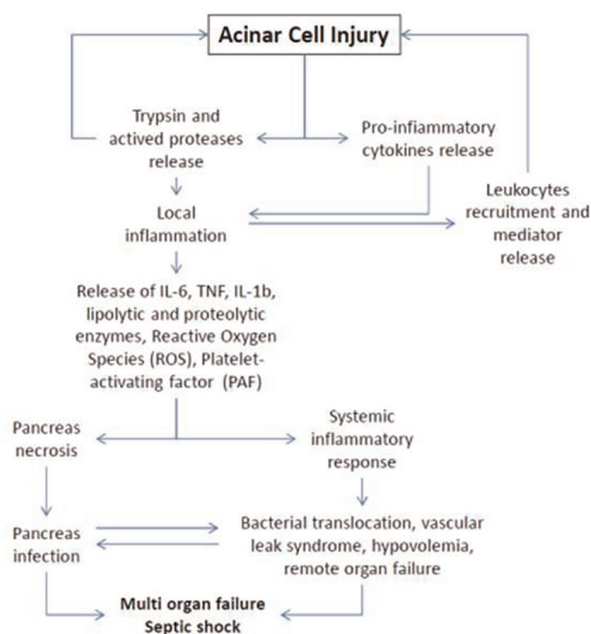 Acinar Cell Injury
Trypsin and
actived proteases
release
Pro-infiammatory
cytokines release
Leukocytes
recruitment and
mediator
release
Local
inflammation
Release of IL-6, TNF, IL-1b,
lipolytic and proteolytic
enzymes, Reactive Oxygen
Species (ROS), Platelet-
activating factor (PAF)
Pancreas
necrosis
Systemic
inflammatory
response
Pancreas
infection
Bacterial translocation, vascular
leak syndrome, hypovolemia,
remote organ failure
Multi organ failure
Septic shock